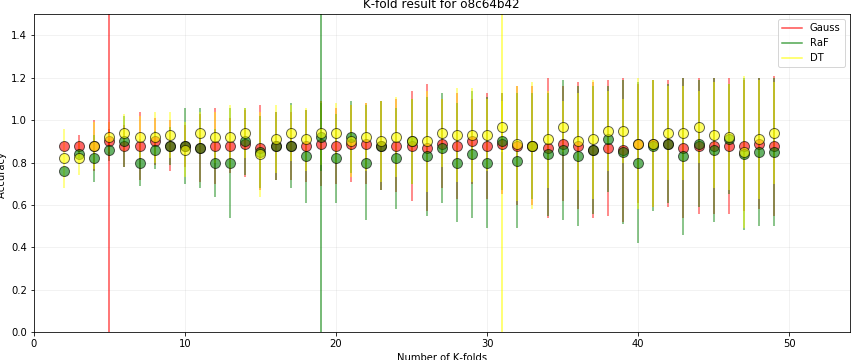 K-fold result for o8c64b42
1.4
1.2
1.0
0.8
0.6
0.4
0.2
0.0
Accuracy
Gauss
RaF
DT
0 10 20 30 40 50
Number of K-folds